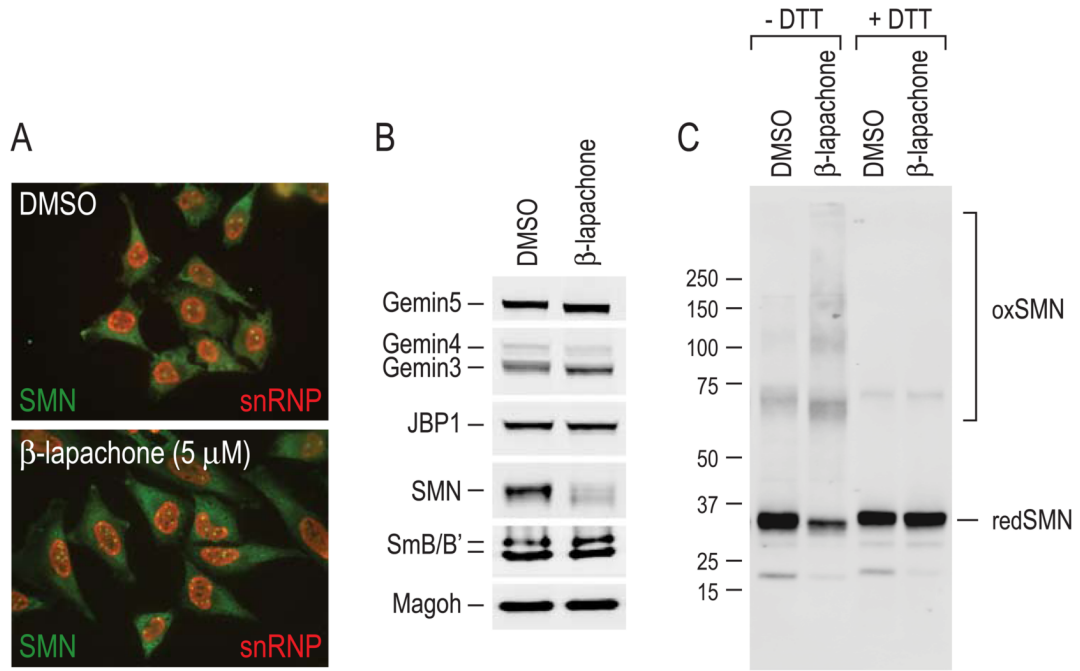 A
DMSO
SMN
snRNP
β-lapachone (5 μM)
SMN
snRNP
B
DMSO
β-lapachone
Gemin5
Gemin4
Gemin3
JBP1
SMN
SmB/B’
Magoh
C
- DTT
+ DTT
DMSO
β-lapachone
DMSO
β-lapachone
250
150
100
75
50
37
25
15
oxSMN
redSMN